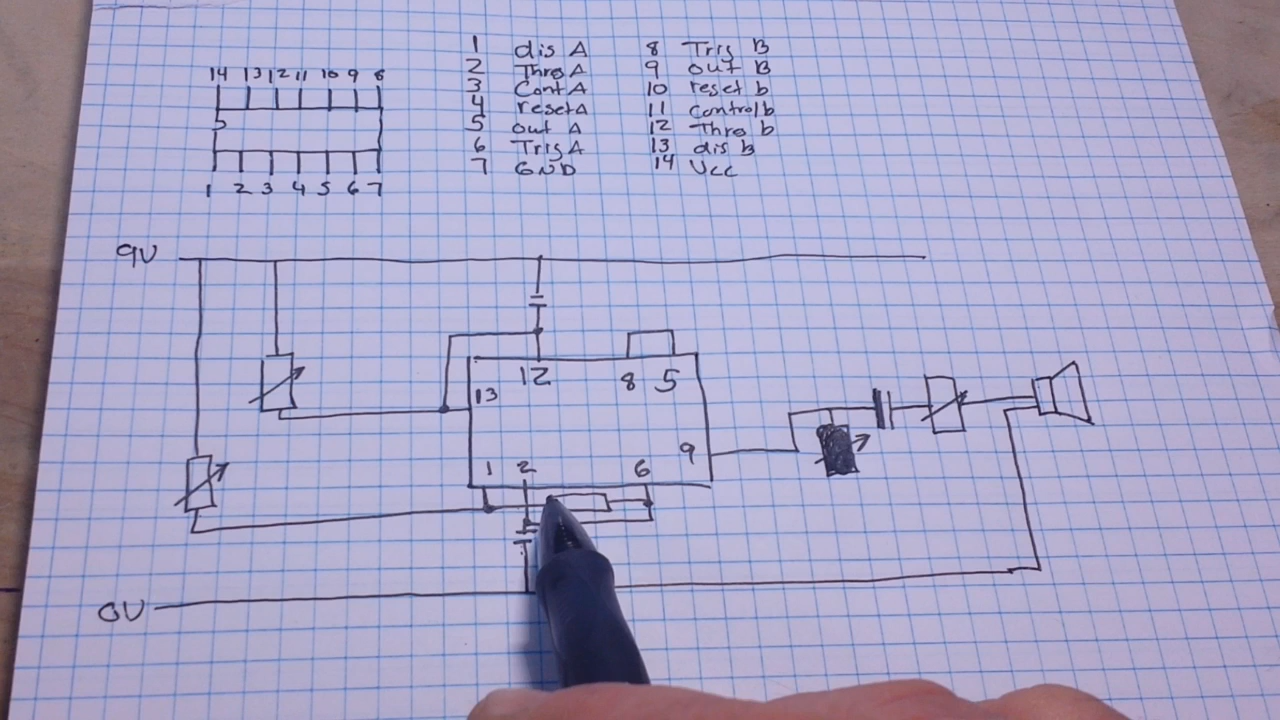 14 13 12 11 10 9 8
1 2 3 4 5 6 7
1 dis A
2 Thre A
3 Cont A
4 reset A
5 out A
6 Trig A
7 GND
8 Trig B
9 out B
10 reset b
11 control b
12 Thre b
13 dis b
14 Vcc
9V
12 8 5
13
9
1 2 6
0V